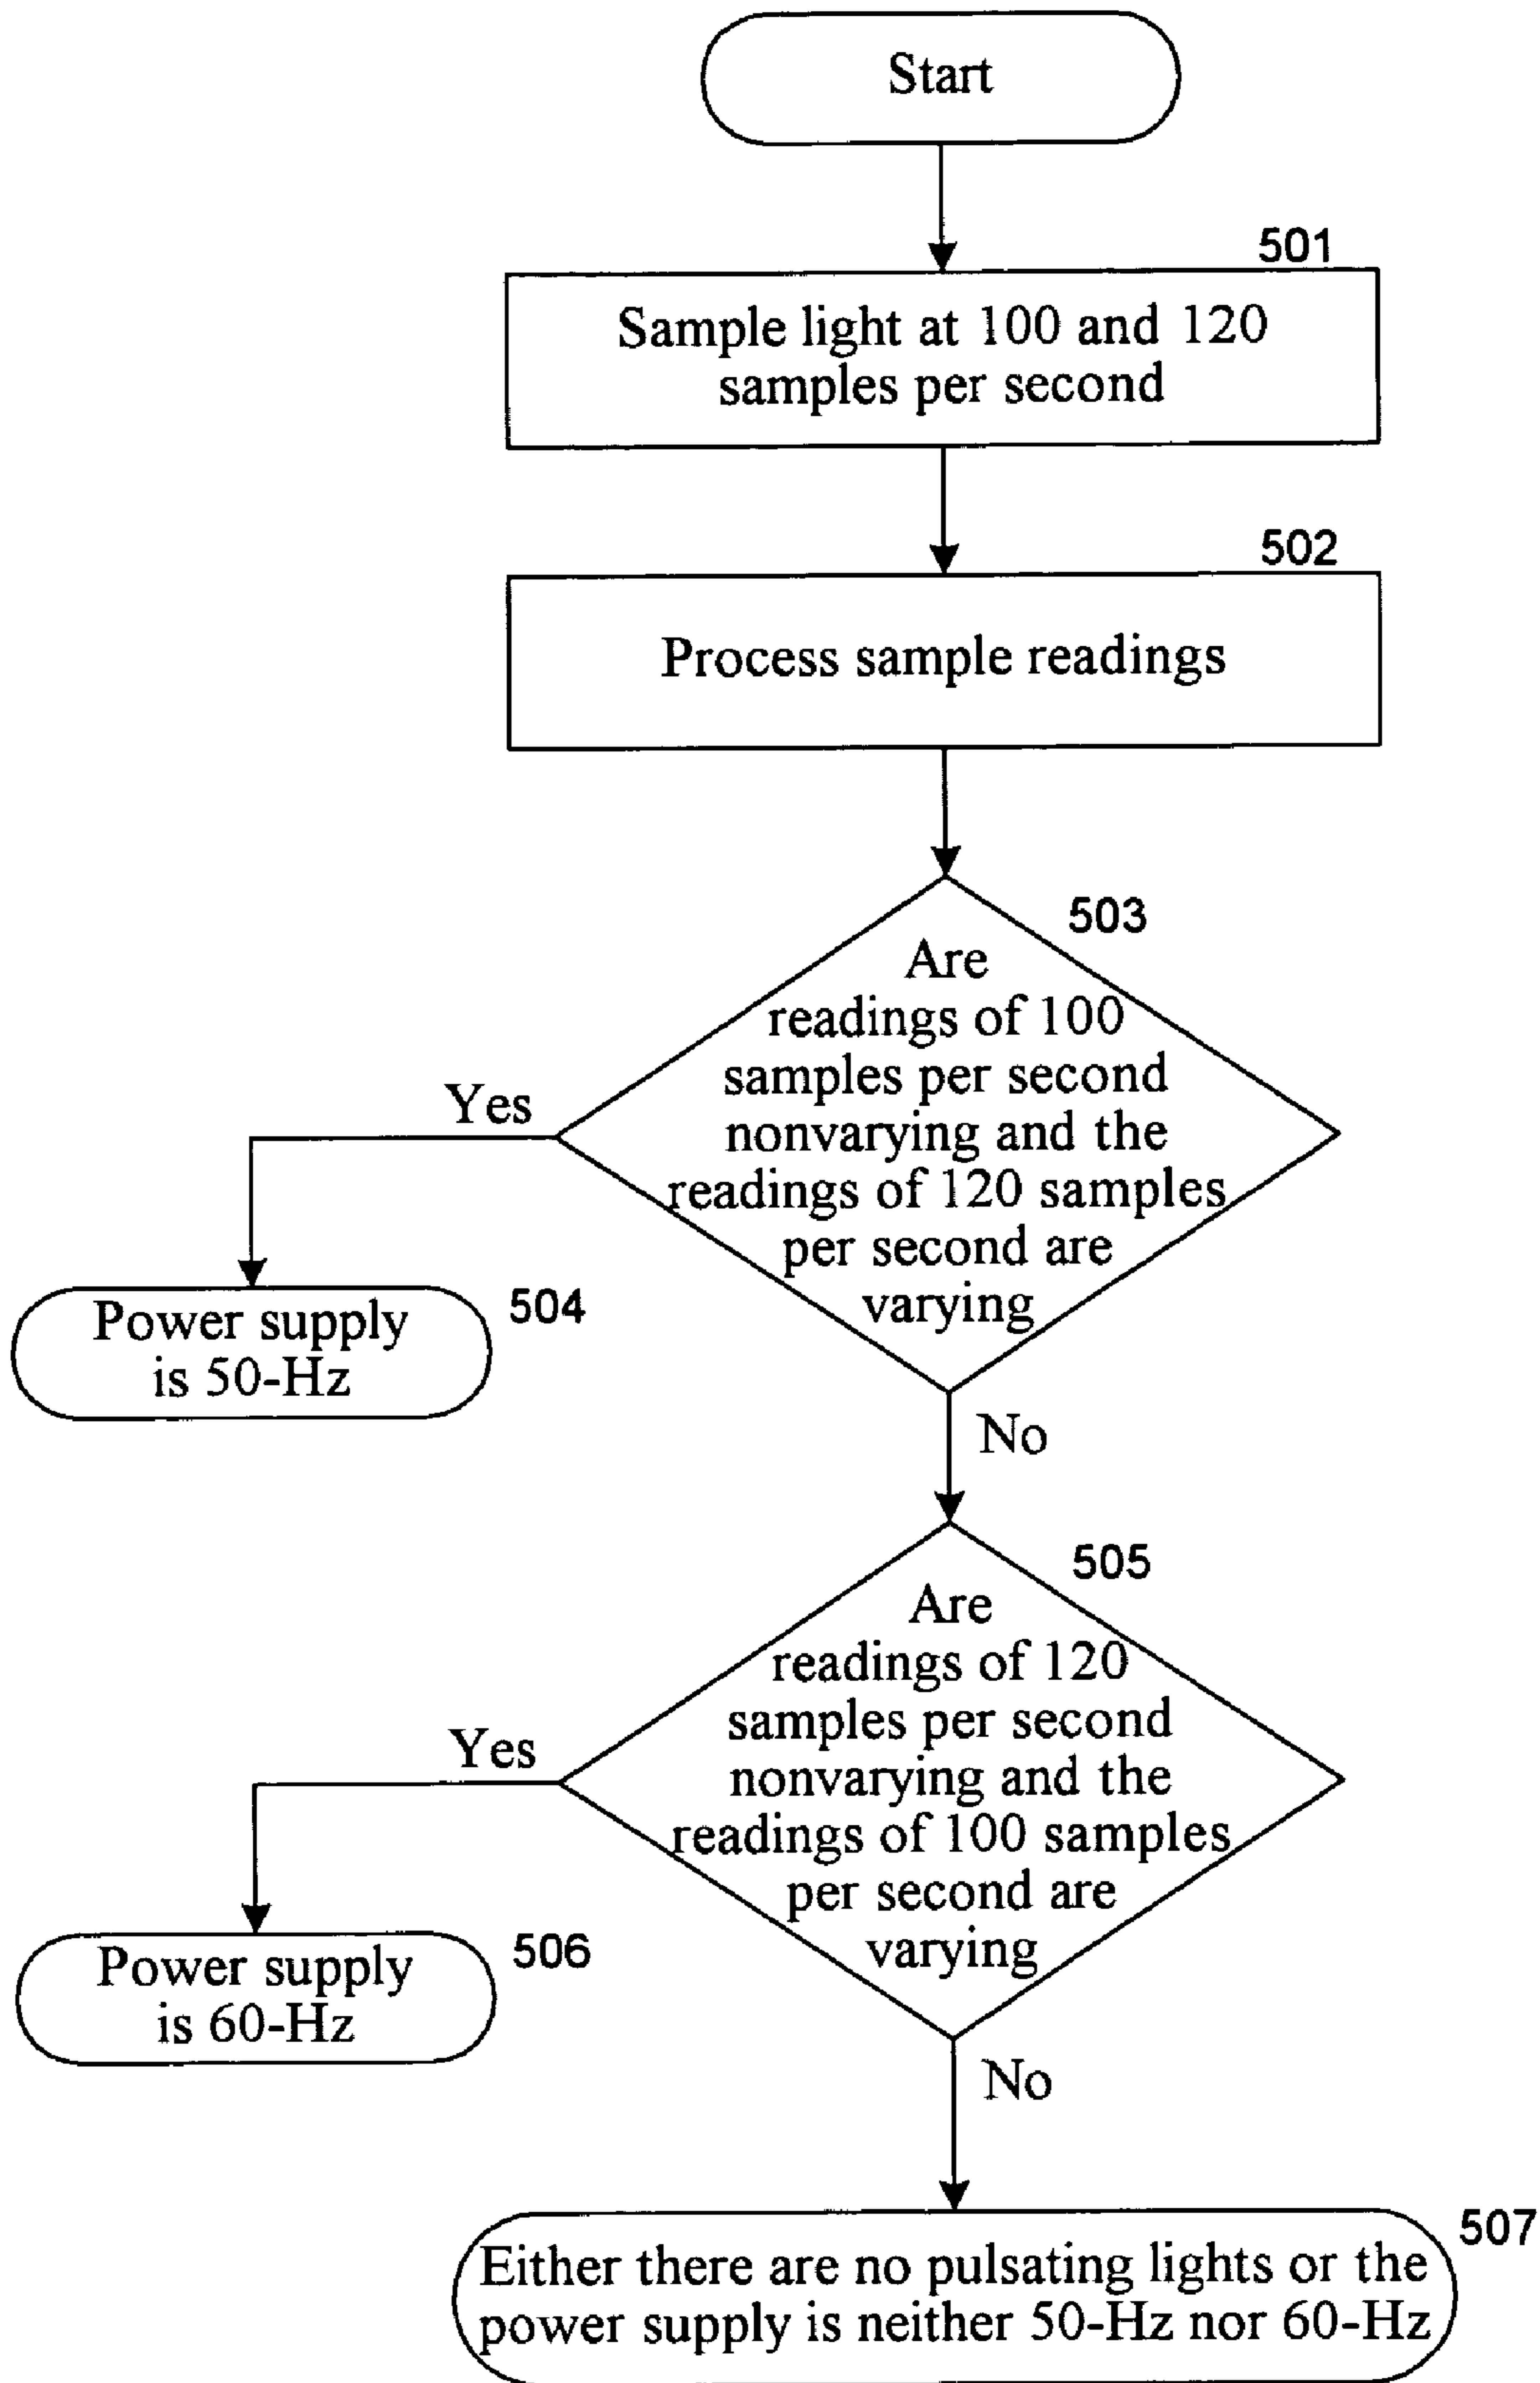 Start
501
Sample light at 100 and 120
samples per second
502
Process sample readings
503
Are
readings of 100
samples per second
nonvarying and the
readings of 120 samples
per second are
varying
Yes
504
Power supply
is 50-Hz
No
505
Are
readings of 120
samples per second
nonvarying and the
readings of 100 samples
per second are
varying
Yes
506
Power supply
is 60-Hz
No
507
Either there are no pulsating lights or the
power supply is neither 50-Hz nor 60-Hz